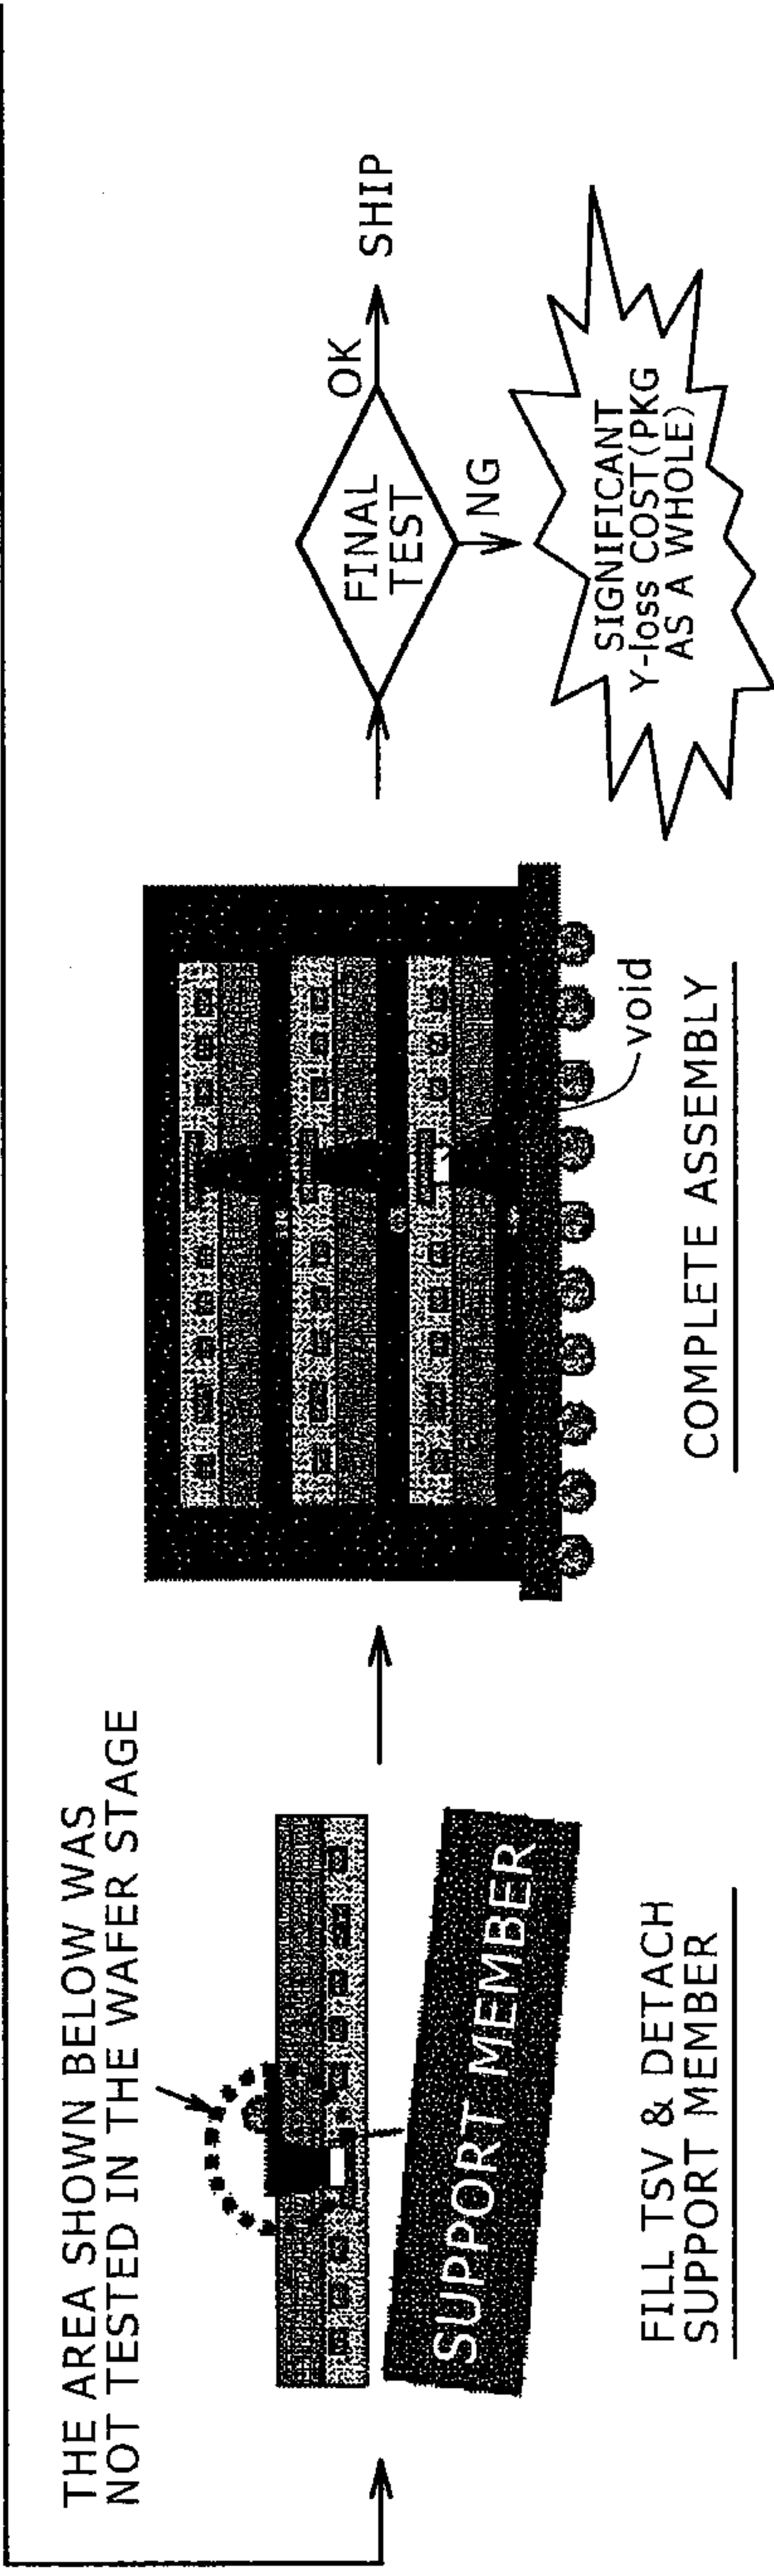 THE AREA SHOWN BELOW WAS
NOT TESTED IN THE WAFER STAGE
SUPPORT MEMBER
FILL TSV & DETACH
SUPPORT MEMBER
void
COMPLETE ASSEMBLY
FINAL
TEST
OK
SHIP
NG
SIGNIFICANT
Y-loss COST(PKG
AS A WHOLE)